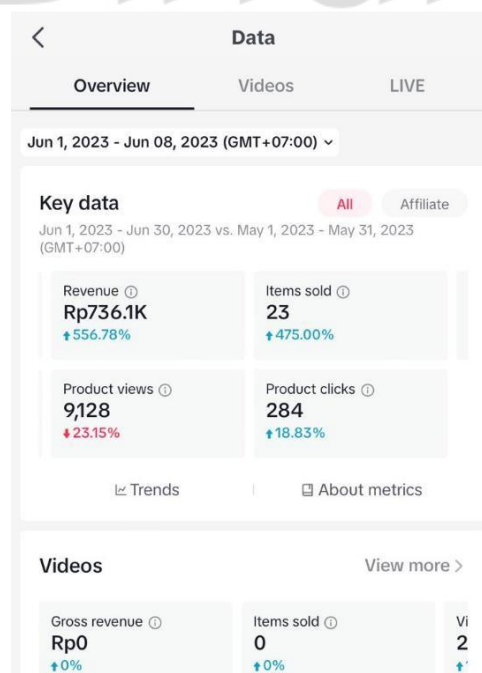 Data
Overview Videos LIVE
Jun 1, 2023 - Jun 08, 2023 (GMT+07:00)
Key data All Affiliate
Jun 1, 2023 - Jun 30, 2023 vs. May 1, 2023 - May 31, 2023
(GMT+07:00)
Revenue Items sold
Rp736.1K 23
556.78% 475.00%
Product views Product clicks
9,128 284
23.15% 18.83%
Trends About metrics
Videos View more >
Gross revenue Items sold Vi
Rp0 0 2
0% 0%